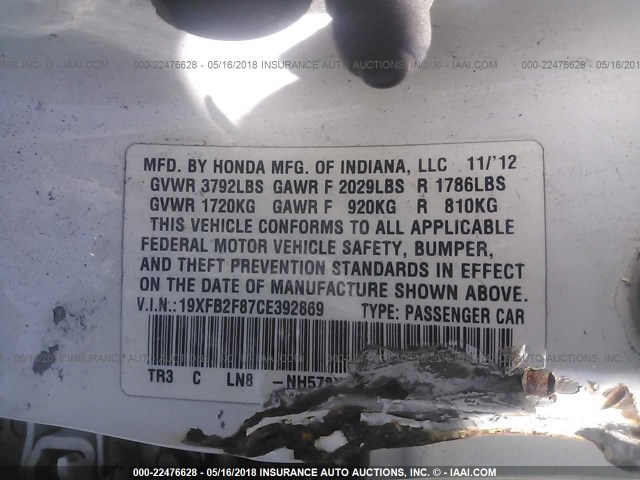 000-22476628 - 05/16/2018 INSURANCE AUTO AUCTIONS, INC. © - IAAI.COM
MFD. BY HONDA MFG. OF INDIANA, LLC 11/'12
GVWR 3792LBS GAWR F 2029LBS R 1786LBS
GVWR 1720KG GAWR F 920KG R 810KG
THIS VEHICLE CONFORMS TO ALL APPLICABLE
FEDERAL MOTOR VEHICLE SAFETY, BUMPER,
AND THEFT PREVENTION STANDARDS IN EFFECT
ON THE DATE OF MANUFACTURE SHOWN ABOVE.
V.I.N.:19XFB2F87CE392869 TYPE: PASSENGER CAR
TR3 C LN8 -NH578
000-22476628 - 05/16/2018 INSURANCE AUTO AUCTIONS, INC. © - IAAI.COM